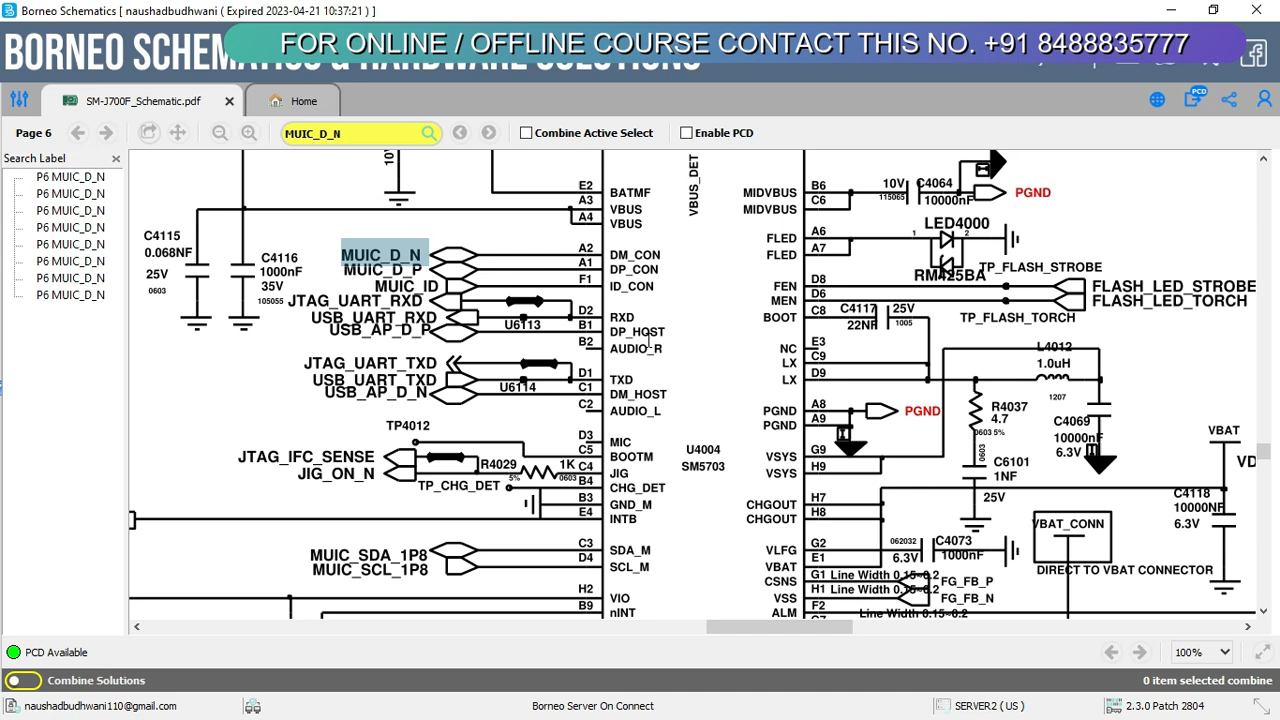 Borneo Schematics [ naushadbudhwani ( Expired 2023-04-21 10:37:21 ) ]
FOR ONLINE / OFFLINE COURSE CONTACT THIS NO. +91 8488835777
SM-J700F_Schematic.pdf
Home
PCD
Page 6
MUIC_D_N
Combine Active Select
Enable PCD
Search Label
P6 MUIC_D_N
P6 MUIC_D_N
P6 MUIC_D_N
P6 MUIC_D_N
P6 MUIC_D_N
P6 MUIC_D_N
P6 MUIC_D_N
P6 MUIC_D_N
C4115
0.068NF
25V
0603
C4116
1000nF
35V
105055
MUIC_D_N
MUIC_D_P
MUIC_ID
JTAG_UART_RXD
USB_UART_RXD
USB_AP_D_P
U6113
JTAG_UART_TXD
USB_UART_TXD
USB_AP_D_N
U6114
TP4012
JTAG_IFC_SENSE
JIG_ON_N
R4029
5%
1K
0603
TP_CHG_DET
MUIC_SDA_1P8
MUIC_SCL_1P8
E2 BATMF
A3 VBUS
A4 VBUS
A2 DM_CON
A1 DP_CON
F1 ID_CON
D2 RXD
B1 DP_HOST
B2 AUDIO_R
D1 TXD
C1 DM_HOST
C2 AUDIO_L
D3 MIC
C5 BOOTM
C4 JIG
B4 CHG_DET
B3 GND_M
E4 INTB
C3 SDA_M
D4 SCL_M
H2 VIO
B9 nINT
VBUS_DET
U4004
SM5703
MIDVBUS B6
MIDVBUS C6
FLED A6
FLED A7
FEN D8
MEN D6
BOOT C8
NC E3
LX C9
LX D9
PGND A8
PGND A9
VSYS G9
VSYS H9
CHGOUT H7
CHGOUT H8
VLFG G2
VBAT E1
CSNS G1
VSS H1
ALM F2
10V
115065
C4064
10000nF
PGND
LED4000
1 2
RM425BA
TP_FLASH_STROBE
FLASH_LED_STROBE
FLASH_LED_TORCH
TP_FLASH_TORCH
C4117
22NF
25V
1005
L4012
1.0uH
1207
PGND
R4037
4.7
0603 5%
C4069
10000nF
6.3V
0603
C6101
1NF
25V
VBAT
C4118
10000NF
6.3V
062032
6.3V
C4073
1000nF
VBAT_CONN
DIRECT TO VBAT CONNECTOR
Line Width 0.15~0.2
FG_FB_P
Line Width 0.15~0.2
FG_FB_N
Line Width 0.15~0.2
PCD Available
100%
Combine Solutions
0 item selected combine
naushadbudhwani110@gmail.com
Borneo Server On Connect
SERVER2 ( US )
2.3.0 Patch 2804